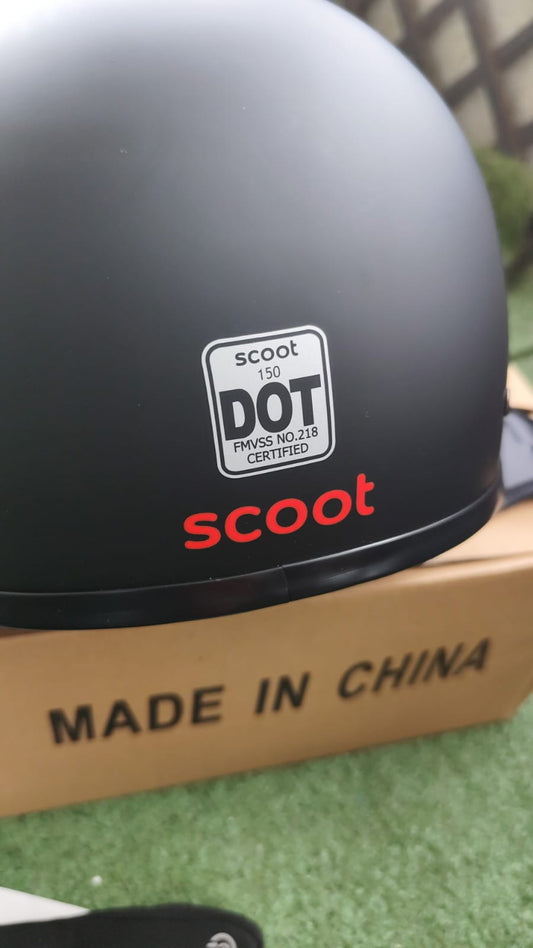 scoot
150
DOT
FMVSS NO.218
CERTIFIED
scoot
MADE IN CHINA